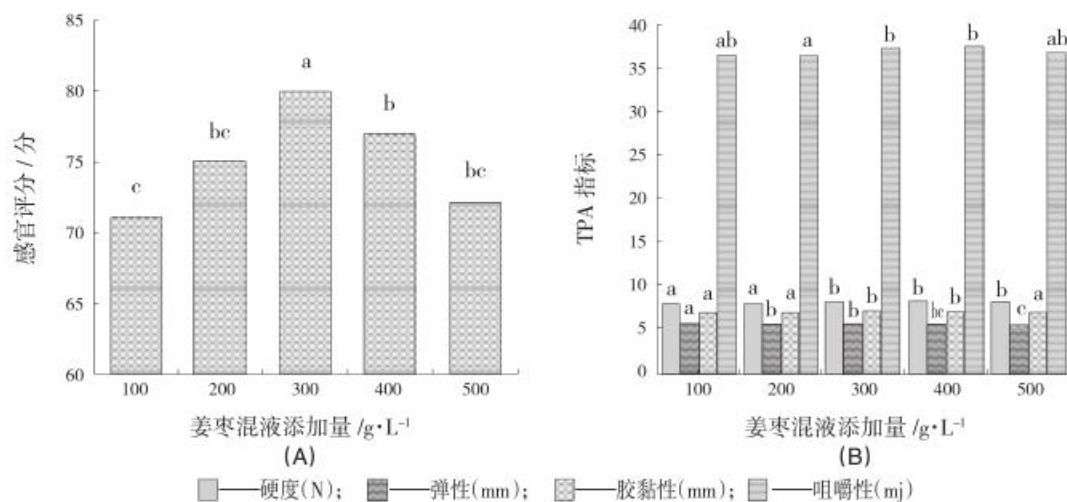 85
80
75
70
65
60
感官评分/分
c
bc
a
b
bc
100 200 300 400 500
姜枣混液添加量/g·L⁻¹
(A)
40
35
30
25
20
15
10
5
0
TPA 指标
ab a b b ab
a a a
a b a
b b b
b bc b
b c a
100 200 300 400 500
姜枣混液添加量/g·L⁻¹
(B)
——硬度(N); ——弹性(mm); ——胶黏性(mm); ——咀嚼性(mj)